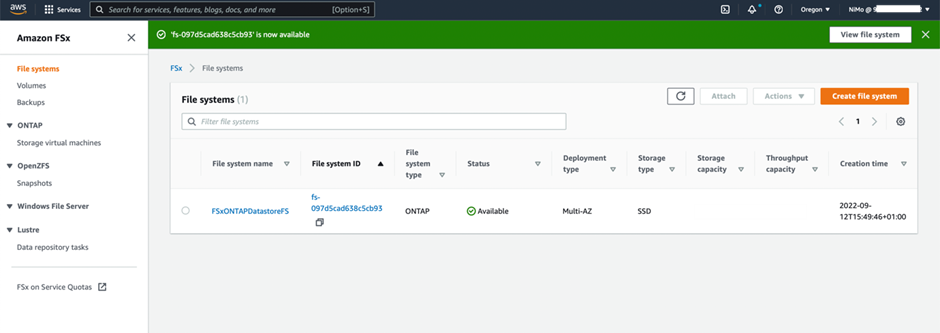 aws
Services
Search for services, features, blogs, docs, and more
[Option+S]
Oregon
NiMo @ 9
2
Amazon FSx
'fs-097d5cad638c5cb93' is now available
View file system
File systems
Volumes
Backups
ONTAP
Storage virtual machines
OpenZFS
Snapshots
Windows File Server
Lustre
Data repository tasks
FSx on Service Quotas
FSx
File systems
File systems (1)
Attach
Actions
Create file system
Filter file systems
1
File system name
File system ID
File
system
type
Status
Deployment
type
Storage
type
Storage
capacity
Throughput
capacity
Creation time
FSxONTAPDatastoreFS
fs-
097d5cad638c5cb93
ONTAP
Available
Multi-AZ
SSD
2022-09-
12T15:49:46+01:00